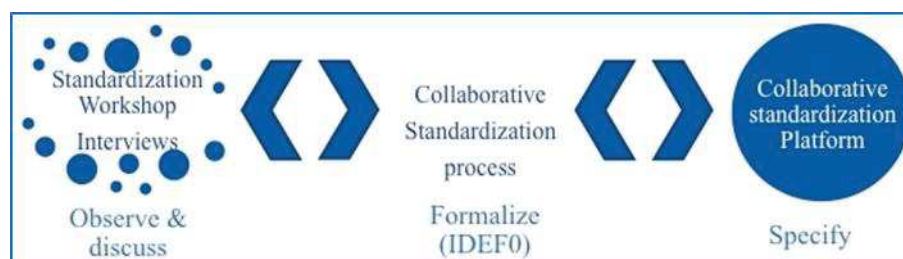 Standardization
Workshop
Interviews
Observe &
discuss
Collaborative
Standardization
process
Formalize
(IDEF0)
Collaborative
standardization
Platform
Specify